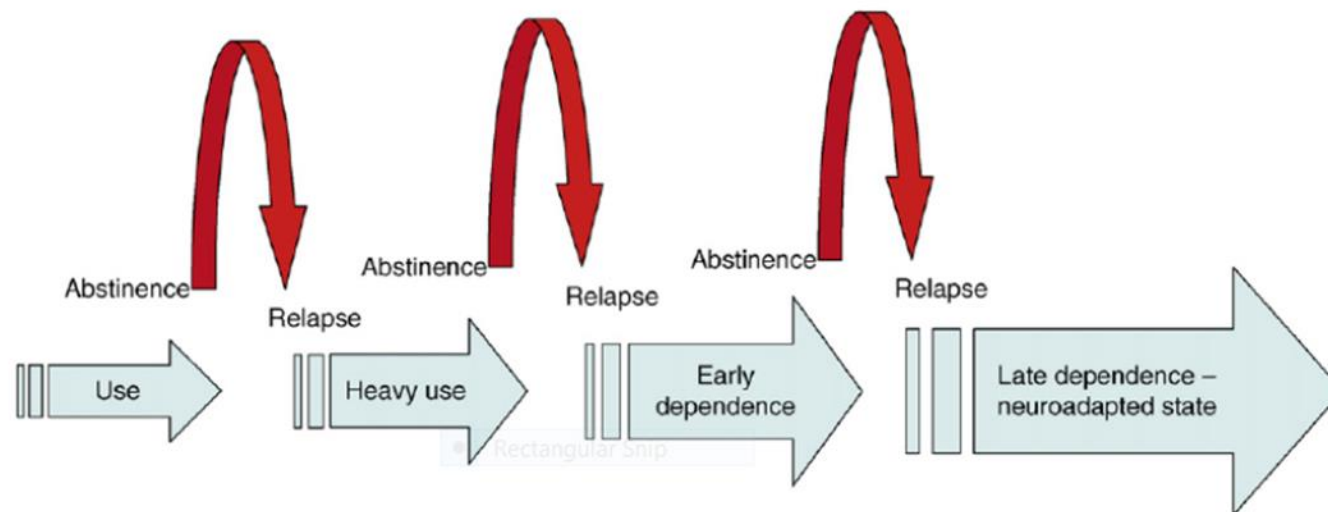 Abstinence
Relapse
Abstinence
Relapse
Abstinence
Relapse
Use
Heavy use
Early
dependence
Late dependence –
neuroadapted state
Rectangular Snip